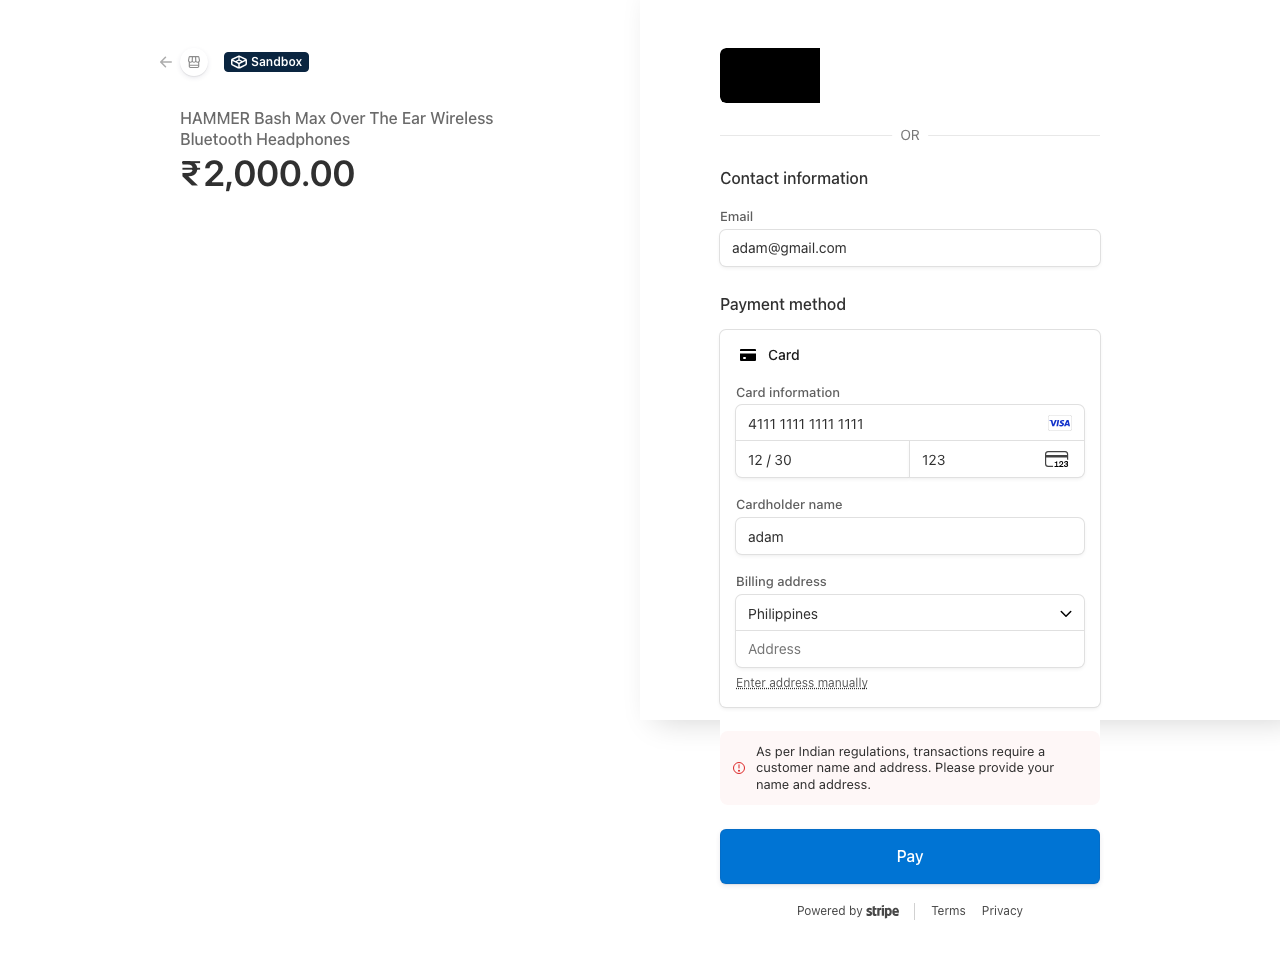 Sandbox
HAMMER Bash Max Over The Ear Wireless
Bluetooth Headphones
₹2,000.00
OR
Contact information
Email
adam@gmail.com
Payment method
Card
Card information
4111 1111 1111 1111
VISA
12 / 30
123
123
Cardholder name
adam
Billing address
Philippines
Address
Enter address manually
As per Indian regulations, transactions require a
customer name and address. Please provide your
name and address.
Pay
Powered by stripe
Terms
Privacy